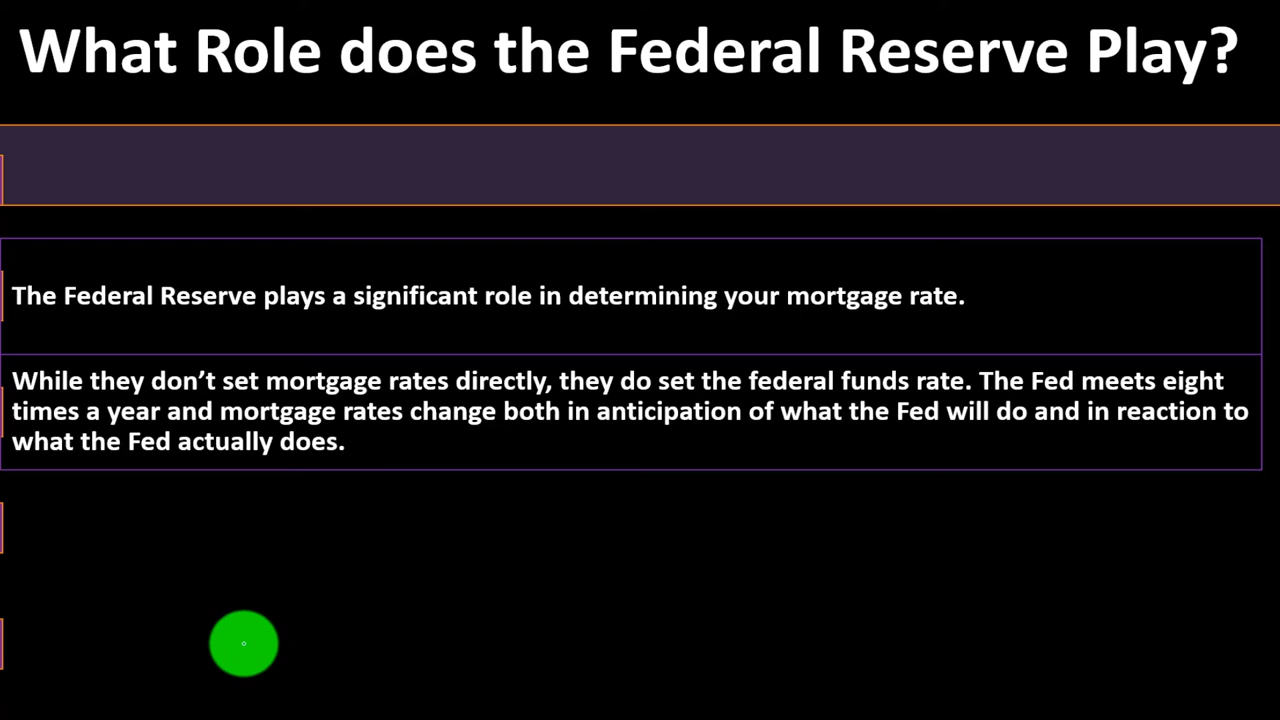 What Role does the Federal Reserve Play?
The Federal Reserve plays a significant role in determining your mortgage rate.
While they don’t set mortgage rates directly, they do set the federal funds rate. The Fed meets eight
times a year and mortgage rates change both in anticipation of what the Fed will do and in reaction to
what the Fed actually does.